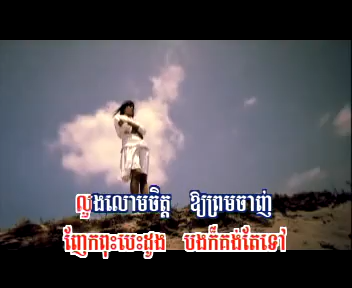 លួងលោមចិត្ត ឱ្យព្រមចាញ់
ញែកពុះបេះដូង បងក៏គង់តែទៅ